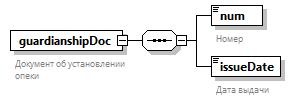 guardianshipDoc
Документ об установлении
опеки
num
Номер
issueDate
Дата выдачи